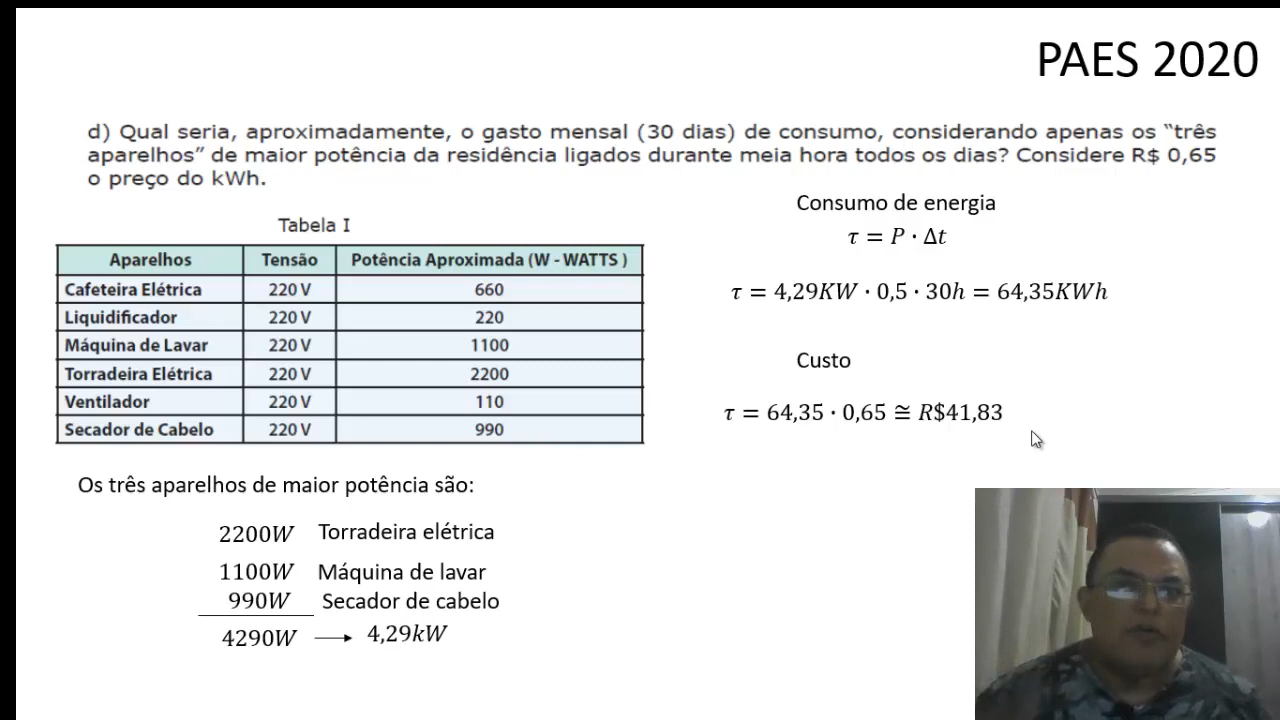 PAES 2020
d) Qual seria, aproximadamente, o gasto mensal (30 dias) de consumo, considerando apenas os “três
aparelhos” de maior potência da residência ligados durante meia hora todos os dias? Considere R$ 0,65
o preço do kWh.
Tabela I
Aparelhos Tensão Potência Aproximada (W - WATTS )
Cafeteira Elétrica 220 V 660
Liquidificador 220 V 220
Máquina de Lavar 220 V 1100
Torradeira Elétrica 220 V 2200
Ventilador 220 V 110
Secador de Cabelo 220 V 990
Os três aparelhos de maior potência são:
2200W Torradeira elétrica
1100W Máquina de lavar
990W Secador de cabelo
4290W → 4,29kW
Consumo de energia
τ = P · Δt
τ = 4,29KW · 0,5 · 30h = 64,35KWh
Custo
τ = 64,35 · 0,65 ≅ R$41,83